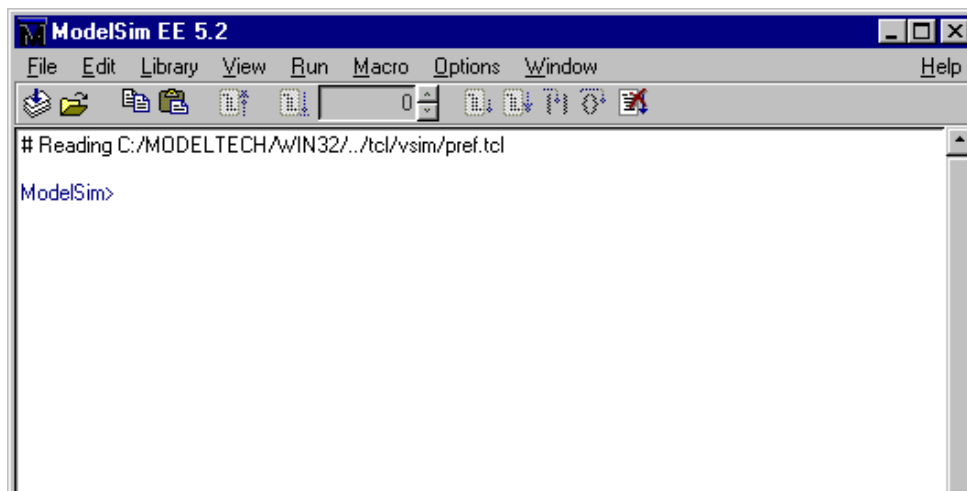 ModelSim EE 5.2
File Edit Library View Run Macro Options Window Help
0
# Reading C:/MODELTECH/WIN32/../tcl/vsim/pref.tcl
ModelSim>